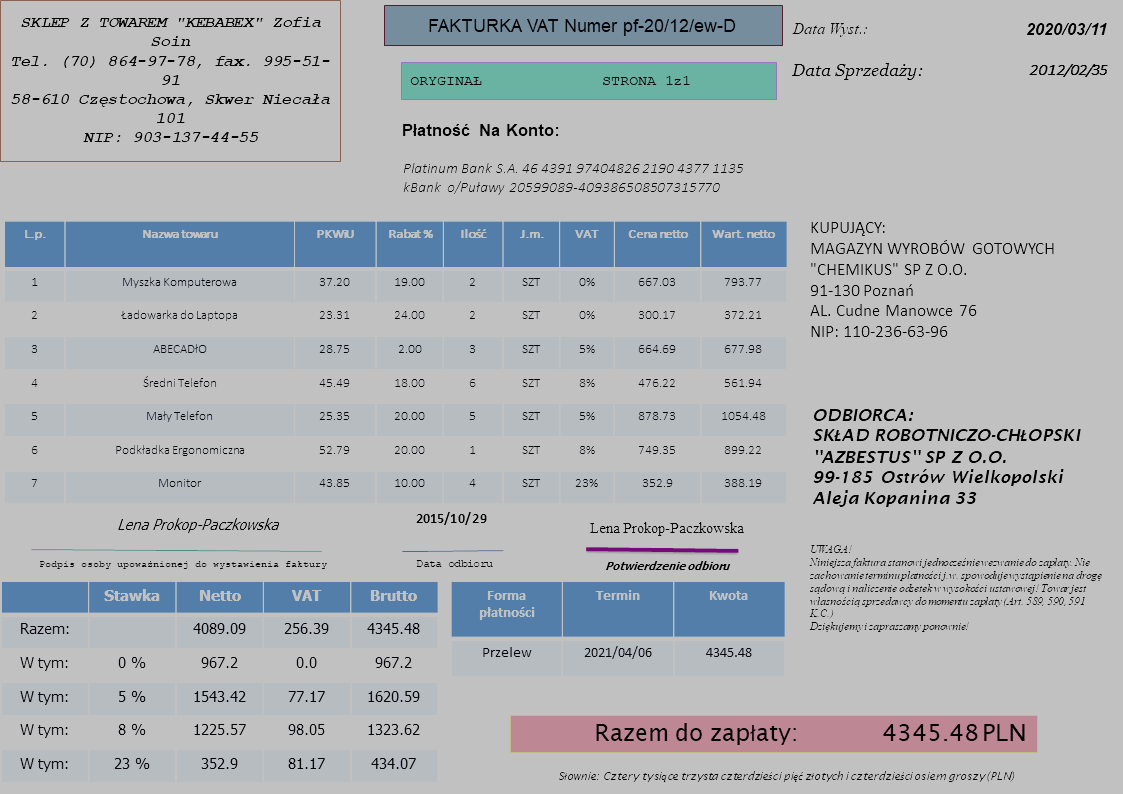 SKLEP Z TOWAREM "KEBABEX" Zofia
Soin
Tel. (70) 864-97-78, fax. 995-51-
91
58-610 Częstochowa, Skwer Niecała
101
NIP: 903-137-44-55
FAKTURKA VAT Numer pf-20/12/ew-D
ORYGINAŁ STRONA 1z1
Data Wyst.: 2020/03/11
Data Sprzedaży: 2012/02/35
Płatność Na Konto:
Platinum Bank S.A. 46 4391 97404826 2190 4377 1135
kBank o/Puławy 20599089-409386508507315770
L.p. Nazwa towaru PKWiU Rabat % Ilość J.m. VAT Cena netto Wart. netto
1 Myszka Komputerowa 37.20 19.00 2 SZT 0% 667.03 793.77
2 Ładowarka do Laptopa 23.31 24.00 2 SZT 0% 300.17 372.21
3 ABECADłO 28.75 2.00 3 SZT 5% 664.69 677.98
4 Średni Telefon 45.49 18.00 6 SZT 8% 476.22 561.94
5 Mały Telefon 25.35 20.00 5 SZT 5% 878.73 1054.48
6 Podkładka Ergonomiczna 52.79 20.00 1 SZT 8% 749.35 899.22
7 Monitor 43.85 10.00 4 SZT 23% 352.9 388.19
KUPUJĄCY:
MAGAZYN WYROBÓW GOTOWYCH
"CHEMIKUS" SP Z O.O.
91-130 Poznań
AL. Cudne Manowce 76
NIP: 110-236-63-96
ODBIORCA:
SKŁAD ROBOTNICZO-CHŁOPSKI
"AZBESTUS" SP Z O.O.
99-185 Ostrów Wielkopolski
Aleja Kopanina 33
Lena Prokop-Paczkowska
Podpis osoby upoważnionej do wystawienia faktury
2015/10/29
Data odbioru
Lena Prokop-Paczkowska
Potwierdzenie odbioru
UWAGA!
Niniejsza faktura stanowi jednocześnie wezwanie do zapłaty. Nie
zachowanie terminu płatności j.w. spowoduje wystąpienie na drogę
sądową i naliczenie odsetek w wysokości ustawowej! Towar jest
własnością sprzedawcy do momentu zapłaty (Art. 589, 590, 591
K.C.)
Dziękujemy i zapraszamy ponownie!
Stawka Netto VAT Brutto
Razem: 4089.09 256.39 4345.48
W tym: 0 % 967.2 0.0 967.2
W tym: 5 % 1543.42 77.17 1620.59
W tym: 8 % 1225.57 98.05 1323.62
W tym: 23 % 352.9 81.17 434.07
Forma
płatności Termin Kwota
Przelew 2021/04/06 4345.48
Razem do zapłaty: 4345.48 PLN
Słownie: Cztery tysiące trzysta czterdzieści pięć złotych i czterdzieści osiem groszy (PLN)